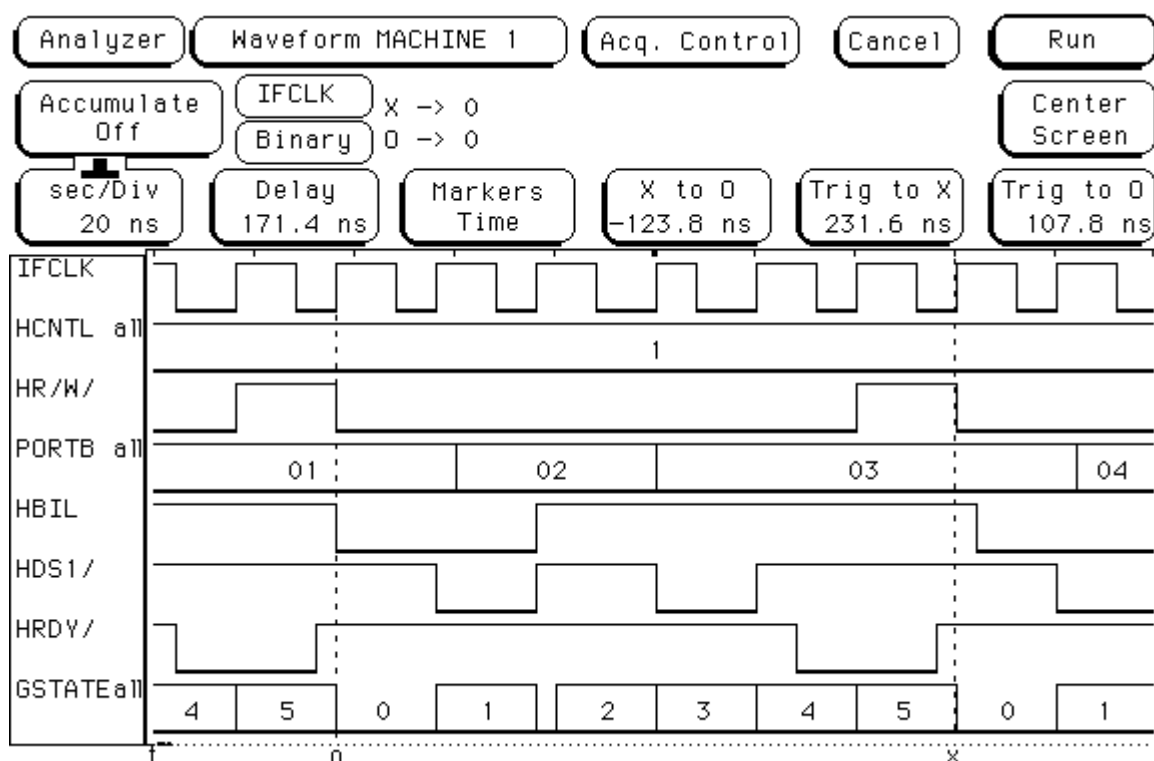 Analyzer Waveform MACHINE 1 Acq. Control Cancel Run
Accumulate Off
IFCLK X -> 0
Binary O -> 0
Center Screen
sec/Div 20 ns
Delay 171.4 ns
Markers Time
X to O -123.8 ns
Trig to X 231.6 ns
Trig to O 107.8 ns
IFCLK
HCNTL all 1
HR/W/
PORTB all 01 02 03 04
HBIL
HDS1/
HRDY/
GSTATEall 4 5 0 1 2 3 4 5 0 1
O X